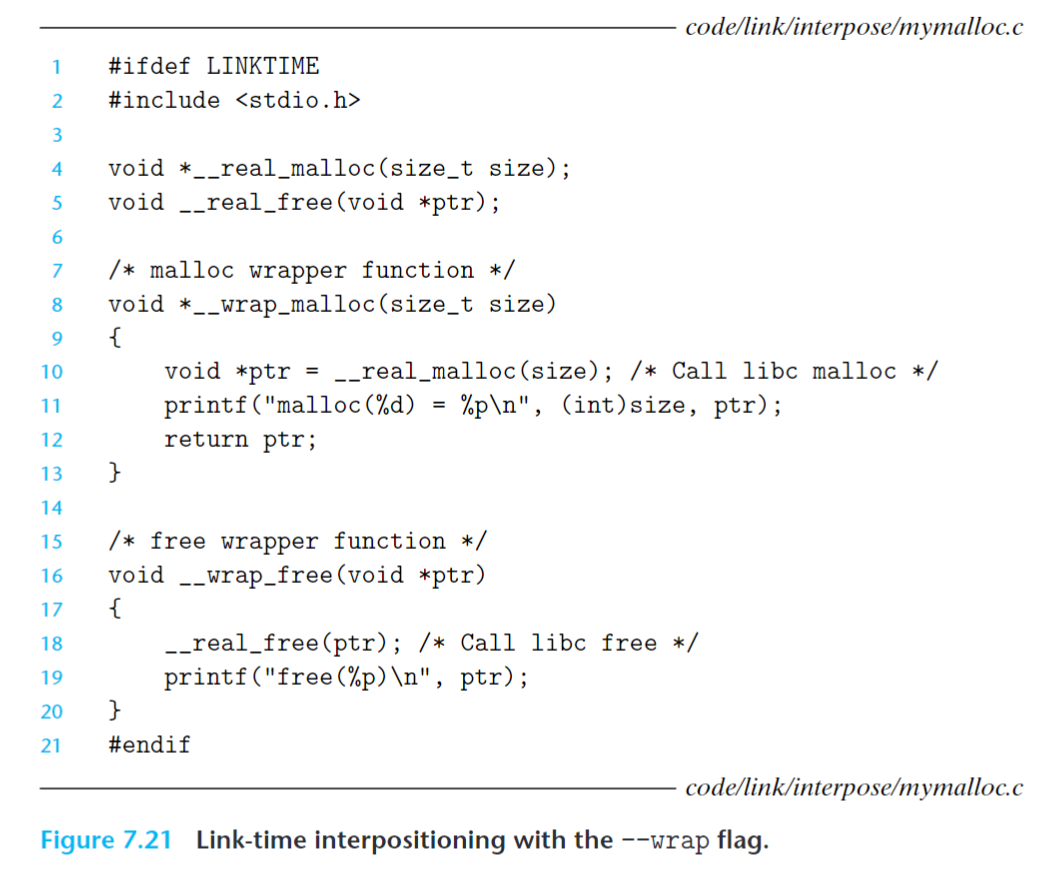 code/link/interpose/mymalloc.c
1 #ifdef LINKTIME
2 #include <stdio.h>
3
4 void *__real_malloc(size_t size);
5 void __real_free(void *ptr);
6
7 /* malloc wrapper function */
8 void *__wrap_malloc(size_t size)
9 {
10     void *ptr = __real_malloc(size); /* Call libc malloc */
11     printf("malloc(%d) = %p\n", (int)size, ptr);
12     return ptr;
13 }
14
15 /* free wrapper function */
16 void __wrap_free(void *ptr)
17 {
18     __real_free(ptr); /* Call libc free */
19     printf("free(%p)\n", ptr);
20 }
21 #endif
code/link/interpose/mymalloc.c
Figure 7.21 Link-time interpositioning with the --wrap flag.